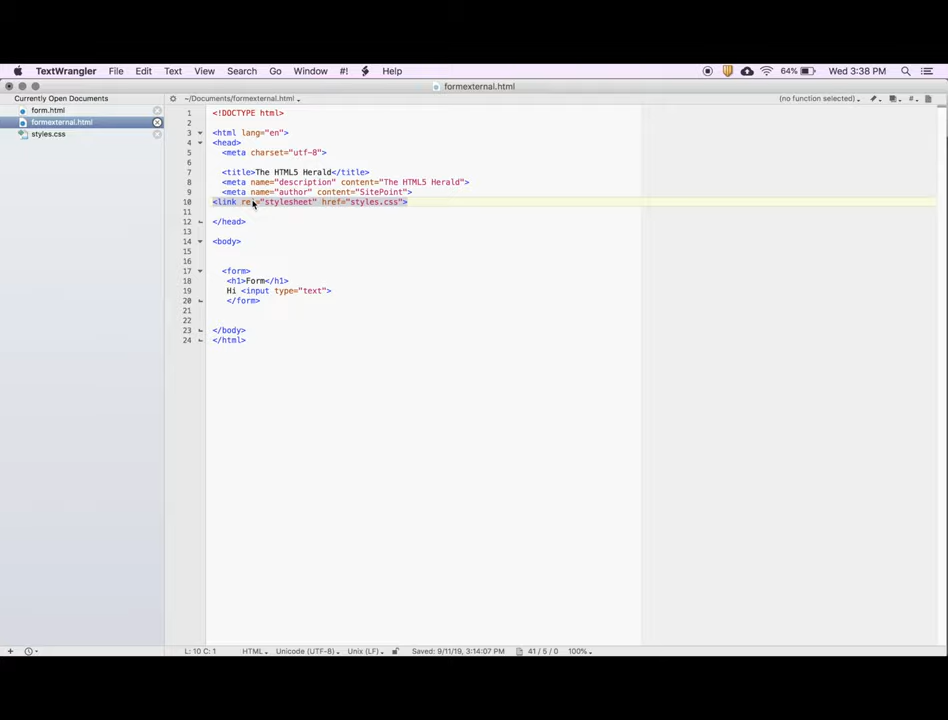 TextWrangler File Edit Text View Search Go Window #! Help 64% Wed 3:38 PM
formexternal.html
Currently Open Documents
~/Documents/formexternal.html
(no function selected)
form.html
formexternal.html
styles.css
1 <!DOCTYPE html>
2
3 <html lang="en">
4 <head>
5 <meta charset="utf-8">
6
7 <title>The HTML5 Herald</title>
8 <meta name="description" content="The HTML5 Herald">
9 <meta name="author" content="SitePoint">
10 <link rel="stylesheet" href="styles.css">
11
12 </head>
13
14 <body>
15
16
17 <form>
18 <h1>Form</h1>
19 Hi <input type="text">
20 </form>
21
22
23 </body>
24 </html>
L: 10 C: 1 HTML Unicode (UTF-8) Unix (LF) Saved: 9/11/19, 3:14:07 PM 41 / 5 / 0 100%